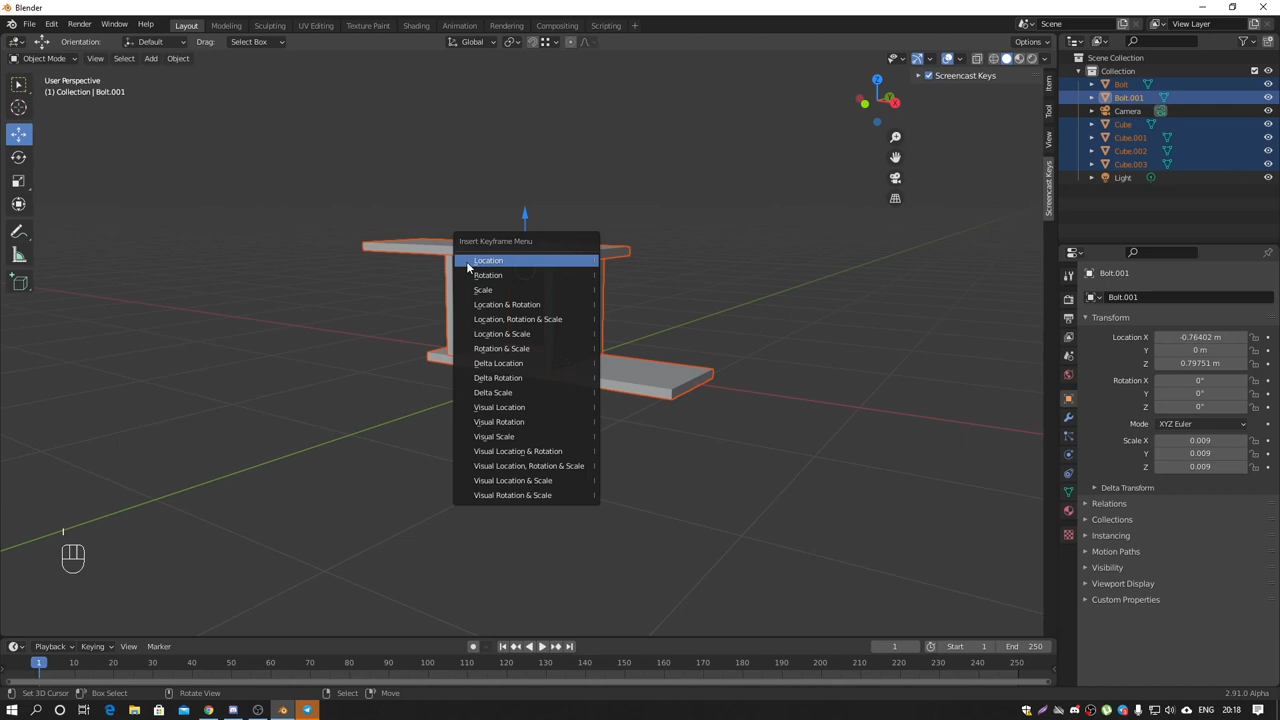 Blender
File Edit Render Window Help Layout Modeling Sculpting UV Editing Texture Paint Shading Animation Rendering Compositing Scripting + Scene View Layer
Orientation: Default Drag: Select Box Global Options
Object Mode View Select Add Object
User Perspective
(1) Collection | Bolt.001
Screencast Keys
Z
Y
X
Item
Tool
View
Screencast Keys
Scene Collection
Collection
Bolt
Bolt.001
Camera
Cube
Cube.001
Cube.002
Cube.003
Light
Insert Keyframe Menu
Location I
Rotation I
Scale I
Location & Rotation I
Location, Rotation & Scale I
Location & Scale I
Rotation & Scale I
Delta Location I
Delta Rotation I
Delta Scale I
Visual Location I
Visual Rotation I
Visual Scale I
Visual Location & Rotation I
Visual Location, Rotation & Scale I
Visual Location & Scale I
Visual Rotation & Scale I
I
Bolt.001
Bolt.001
Transform
Location X -0.76402 m
Y 0 m
Z 0.79751 m
Rotation X 0°
Y 0°
Z 0°
Mode XYZ Euler
Scale X 0.009
Y 0.009
Z 0.009
Delta Transform
Relations
Collections
Instancing
Motion Paths
Visibility
Viewport Display
Custom Properties
Playback Keying View Marker 1 Start 1 End 250
1 10 20 30 40 50 60 70 80 90 100 110 120 130 140 150 160 170 180 190 200 210 220 230 240 250
Set 3D Cursor Box Select Rotate View Select Move 2.91.0 Alpha
ENG 20:18